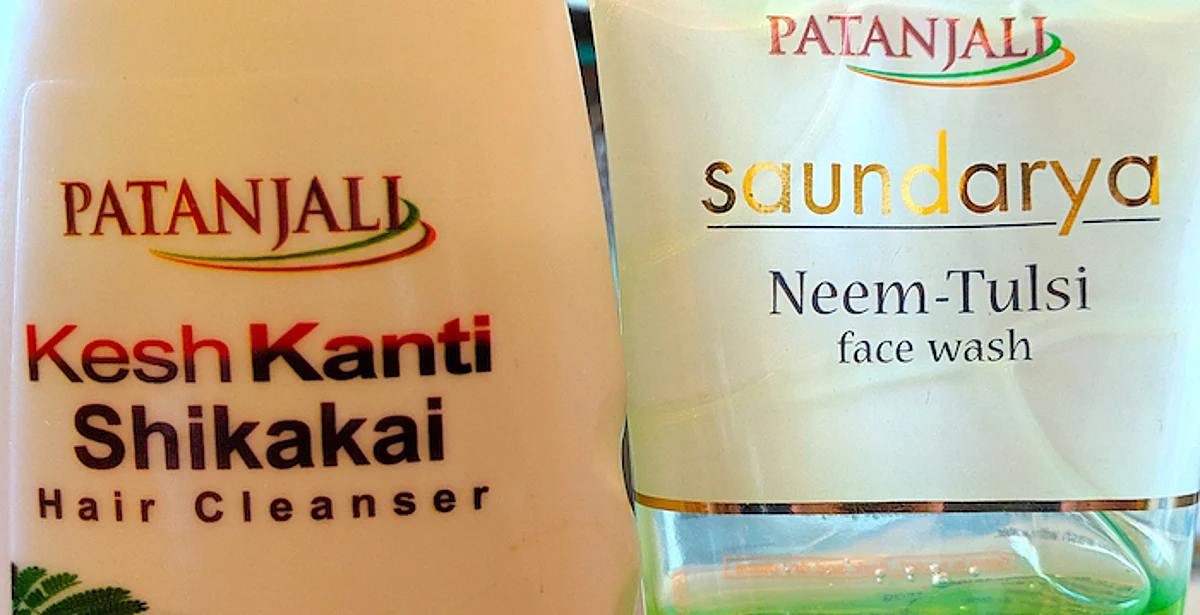 PATANJALI
Kesh Kanti
Shikakai
Hair Cleanser
PATANJALI
saundarya
Neem-Tulsi
face wash